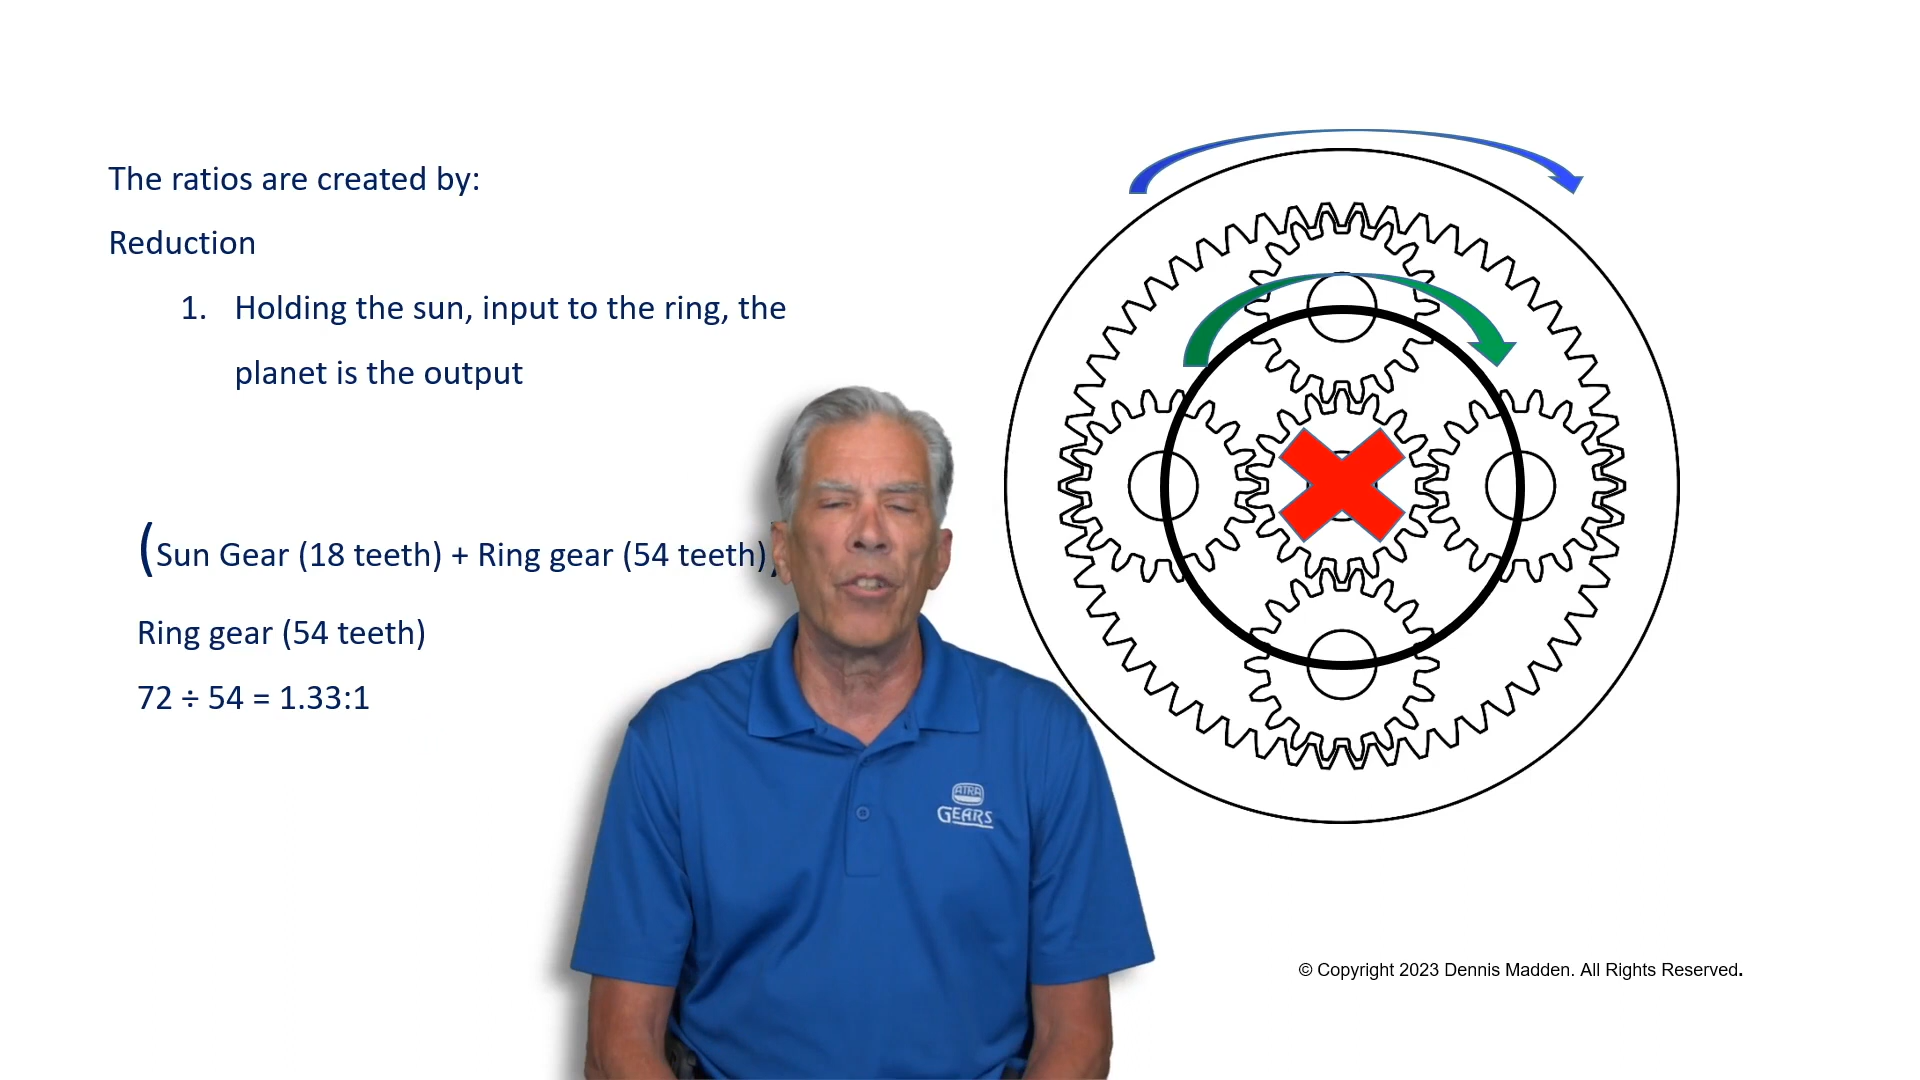 The ratios are created by:
Reduction
1. Holding the sun, input to the ring, the
planet is the output
(Sun Gear (18 teeth) + Ring gear (54 teeth)
Ring gear (54 teeth)
72 ÷ 54 = 1.33:1
ATRA
GEARS
© Copyright 2023 Dennis Madden. All Rights Reserved.